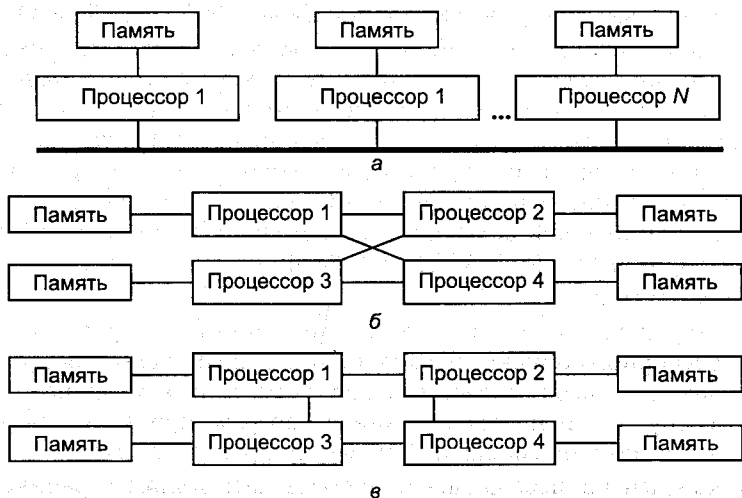 Память Память Память
Процессор 1 Процессор 1 ... Процессор N
а
Память Процессор 1 Процессор 2 Память
Память Процессор 3 Процессор 4 Память
б
Память Процессор 1 Процессор 2 Память
Память Процессор 3 Процессор 4 Память
в